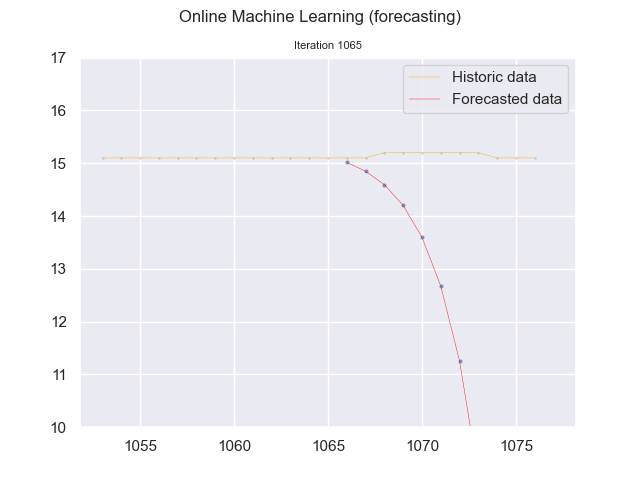 Online Machine Learning (forecasting)
Iteration 1065
Historic data
Forecasted data
17
16
15
14
13
12
11
10
1055 1060 1065 1070 1075